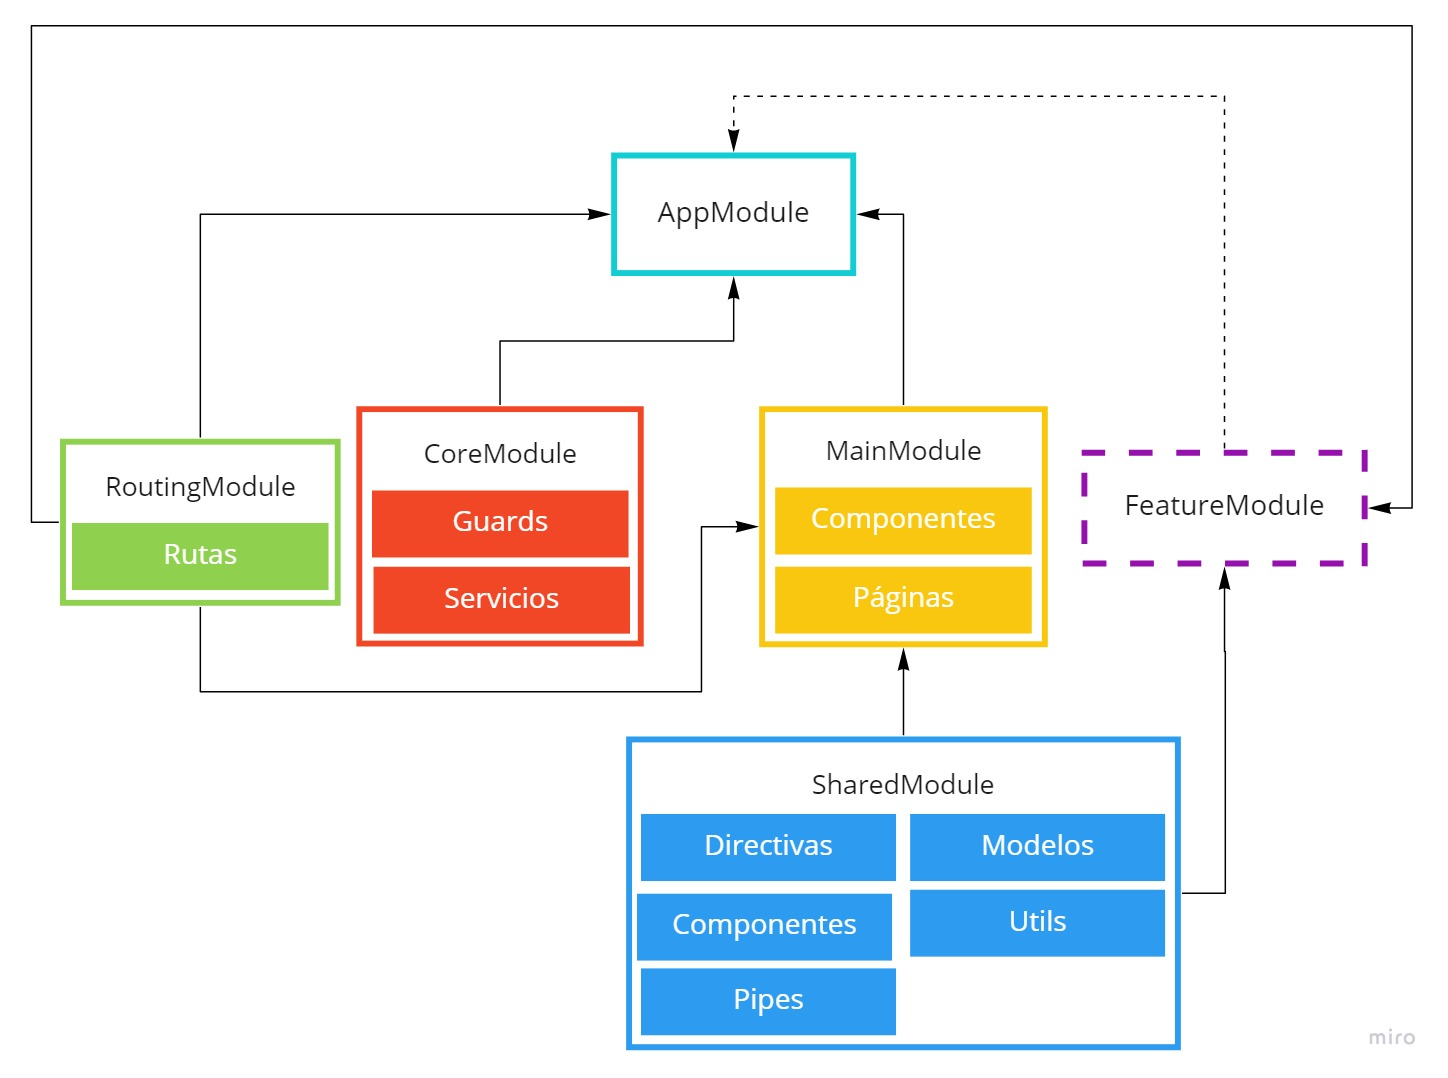 AppModule
RoutingModule
Rutas
CoreModule
Guards
Servicios
MainModule
Componentes
Páginas
FeatureModule
SharedModule
Directivas
Modelos
Componentes
Utils
Pipes
miro